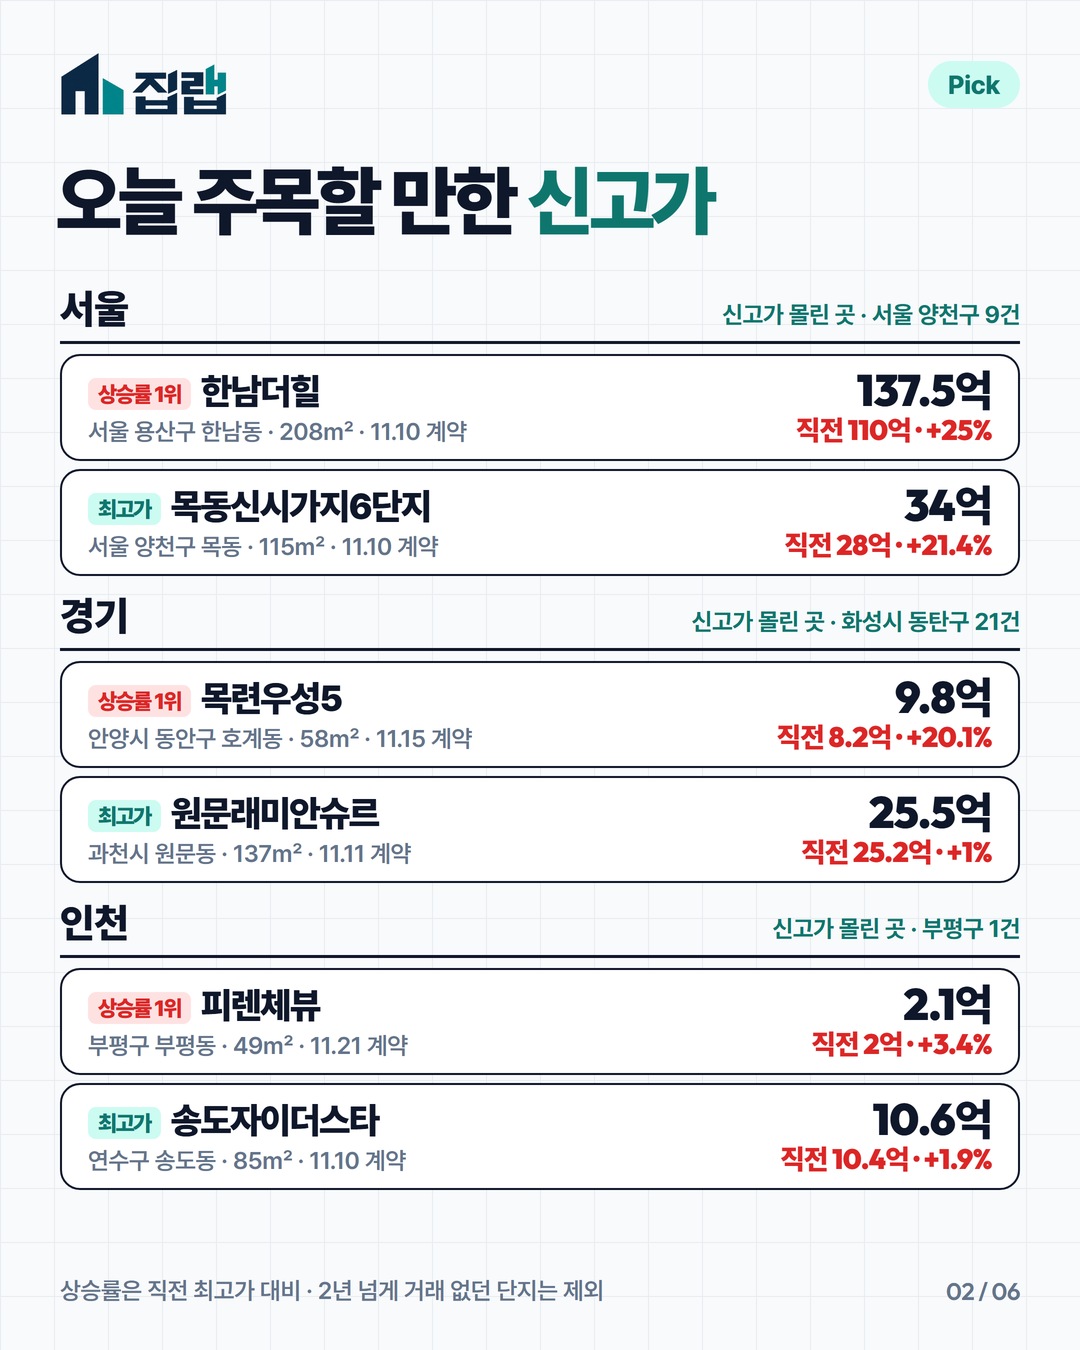 집랩
Pick
오늘 주목할 만한 신고가
서울
신고가 몰린 곳 · 서울 양천구 9건
상승률 1위 한남더힐
137.5억
서울 용산구 한남동 · 208m² · 11.10 계약
직전 110억 · +25%
최고가 목동신시가지6단지
34억
서울 양천구 목동 · 115m² · 11.10 계약
직전 28억 · +21.4%
경기
신고가 몰린 곳 · 화성시 동탄구 21건
상승률 1위 목련우성5
9.8억
안양시 동안구 호계동 · 58m² · 11.15 계약
직전 8.2억 · +20.1%
최고가 원문래미안슈르
25.5억
과천시 원문동 · 137m² · 11.11 계약
직전 25.2억 · +1%
인천
신고가 몰린 곳 · 부평구 1건
상승률 1위 피렌체뷰
2.1억
부평구 부평동 · 49m² · 11.21 계약
직전 2억 · +3.4%
최고가 송도자이더스타
10.6억
연수구 송도동 · 85m² · 11.10 계약
직전 10.4억 · +1.9%
상승률은 직전 최고가 대비 · 2년 넘게 거래 없던 단지는 제외
02 / 06